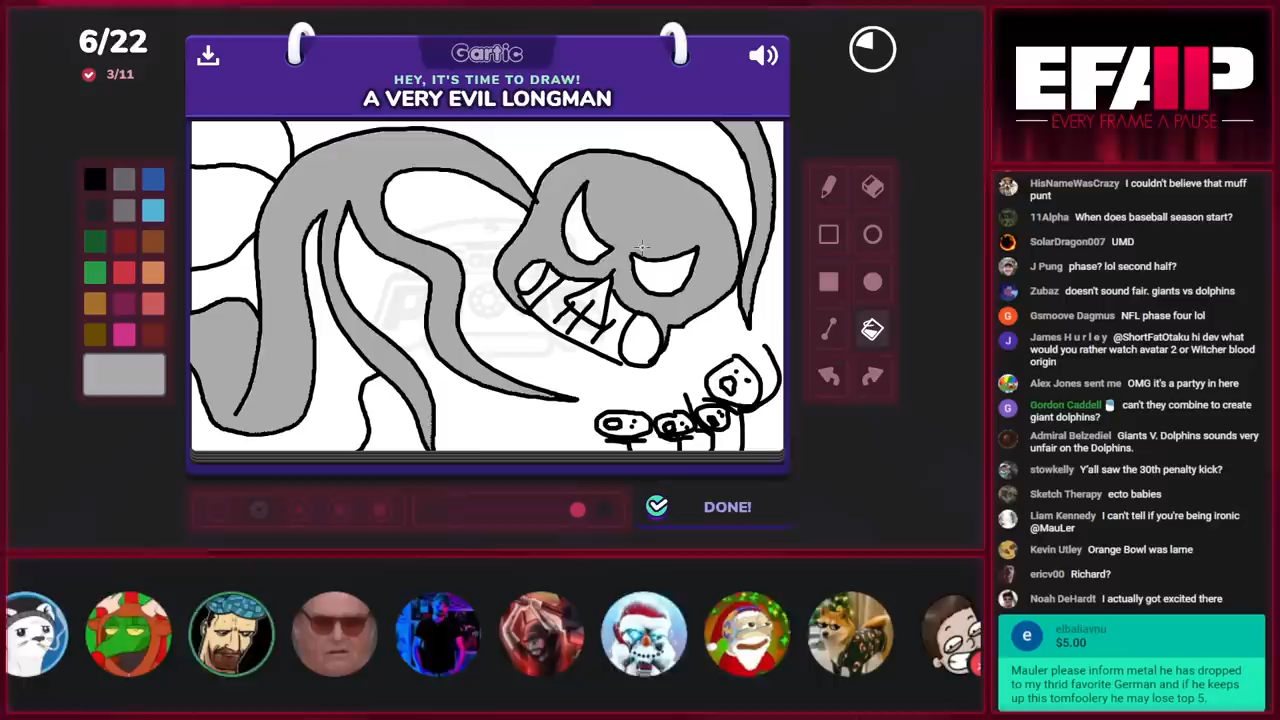 6/22
3/11
Gartic
HEY, IT'S TIME TO DRAW!
A VERY EVIL LONGMAN
DONE!
EFAP
EVERY FRAME A PAUSE
HisNameWasCrazy I couldn't believe that muff
punt
11Alpha When does baseball season start?
SolarDragon007 UMD
J Pung phase? lol second half?
Zubaz doesn't sound fair. giants vs dolphins
G Gsmoove Dagmus NFL phase four lol
J James H u r l e y @ShortFatOtaku hi dev what
would you rather watch avatar 2 or Witcher blood
origin
Alex Jones sent me OMG it's a partyy in here
G Gordon Caddell can't they combine to create
giant dolphins?
Admiral Belzediel Giants V. Dolphins sounds very
unfair on the Dolphins.
stowkelly Y'all saw the 30th penalty kick?
Sketch Therapy ecto babies
Liam Kennedy I can't tell if you're being ironic
@MauLer
Kevin Utley Orange Bowl was lame
ericv00 Richard?
Noah DeHardt I actually got excited there
e elbaliavnu
$5.00
Mauler please inform metal he has dropped
to my thrid favorite German and if he keeps
up this tomfoolery he may lose top 5.